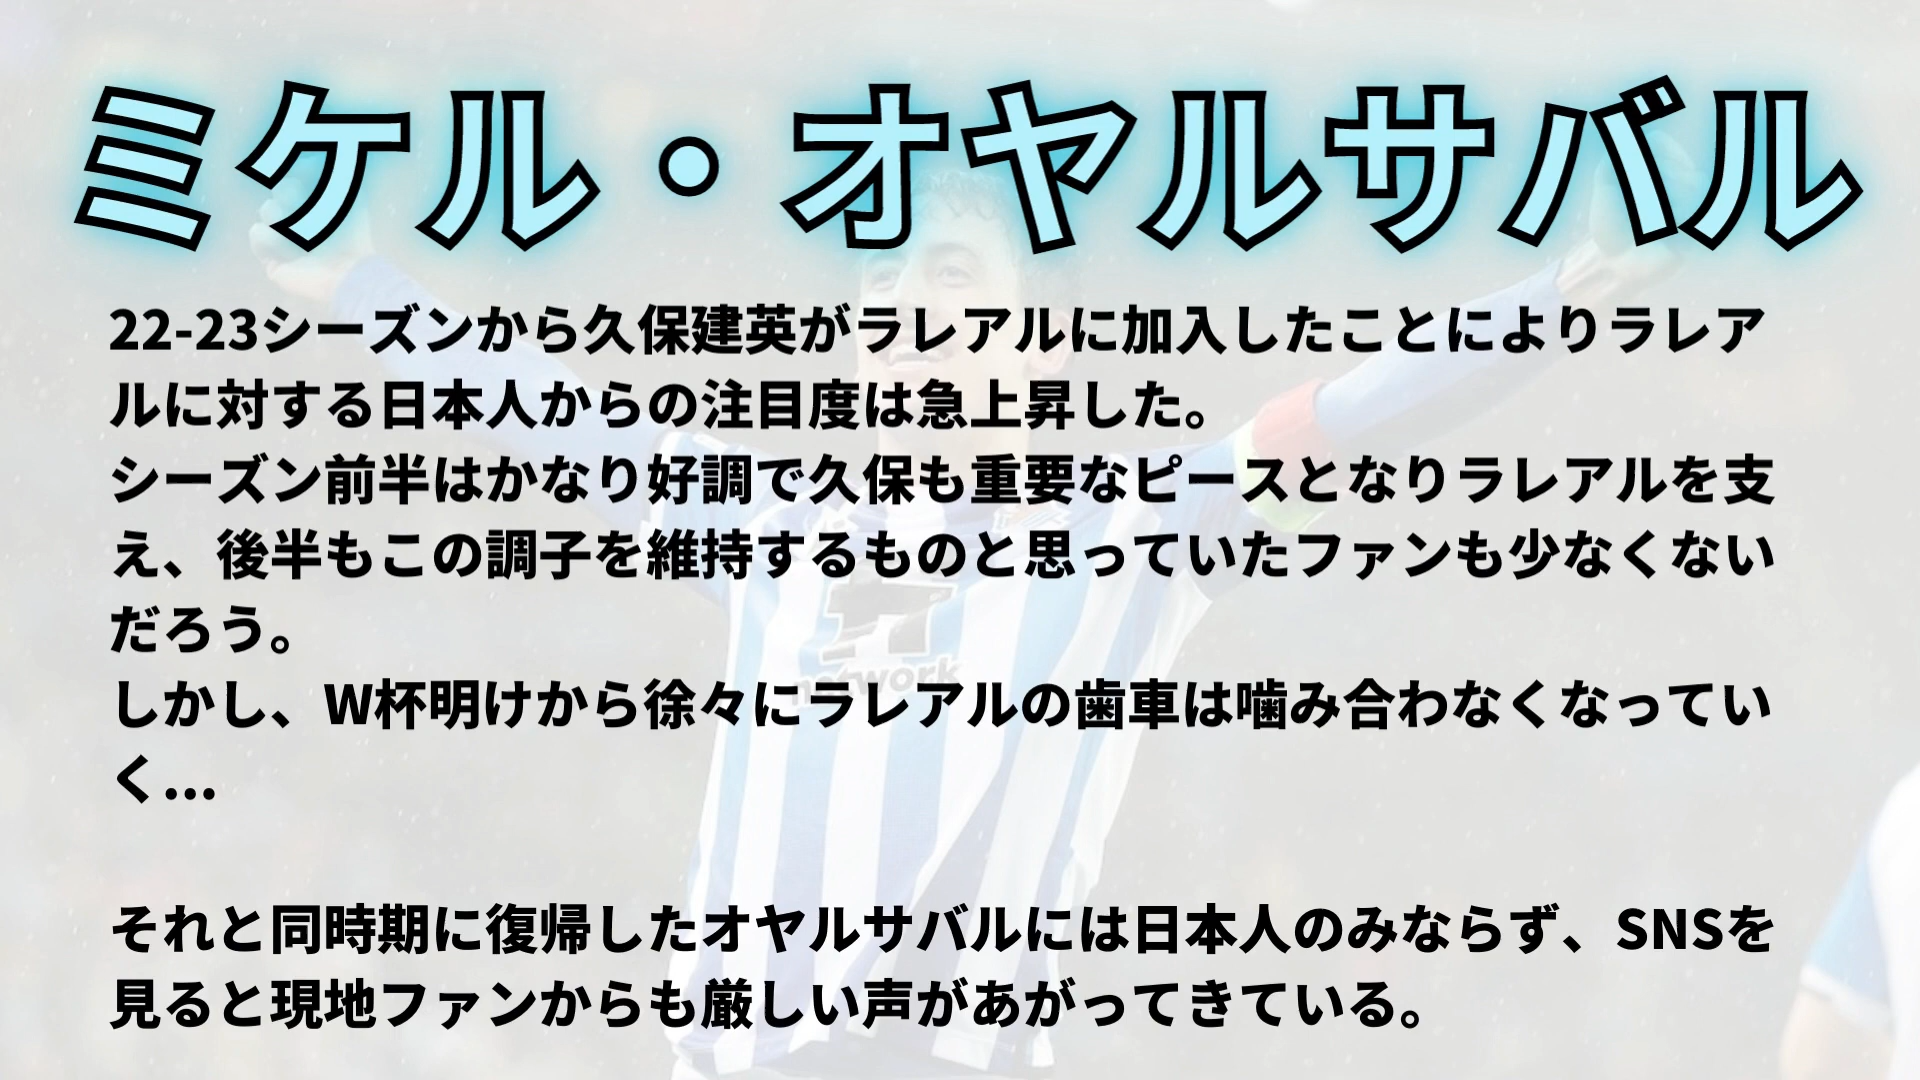 ミケル・オヤルサバル
22-23シーズンから久保建英がラレアルに加入したことによりラレア
ルに対する日本人からの注目度は急上昇した。
シーズン前半はかなり好調で久保も重要なピースとなりラレアルを支
え、後半もこの調子を維持するものと思っていたファンも少なくない
だろう。
しかし、W杯明けから徐々にラレアルの歯車は噛み合わなくなってい
く...
それと同時期に復帰したオヤルサバルには日本人のみならず、SNSを
見ると現地ファンからも厳しい声があがってきている。
network